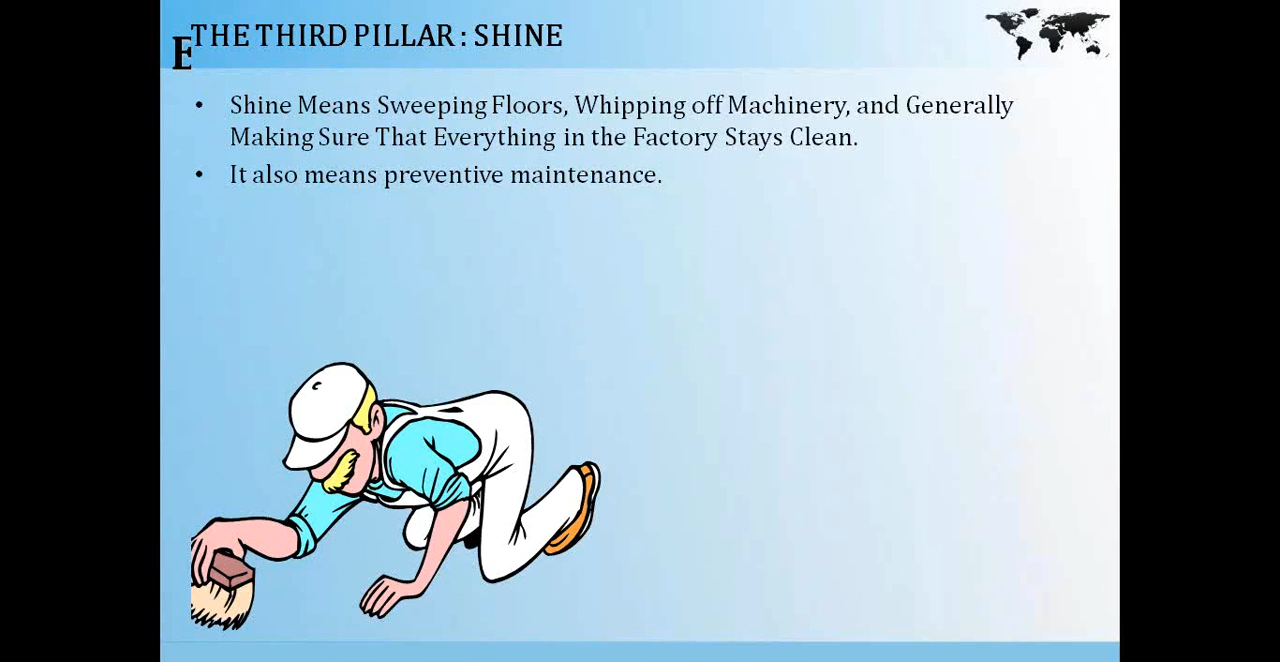 THE THIRD PILLAR : SHINE
E
• Shine Means Sweeping Floors, Whipping off Machinery, and Generally
Making Sure That Everything in the Factory Stays Clean.
• It also means preventive maintenance.